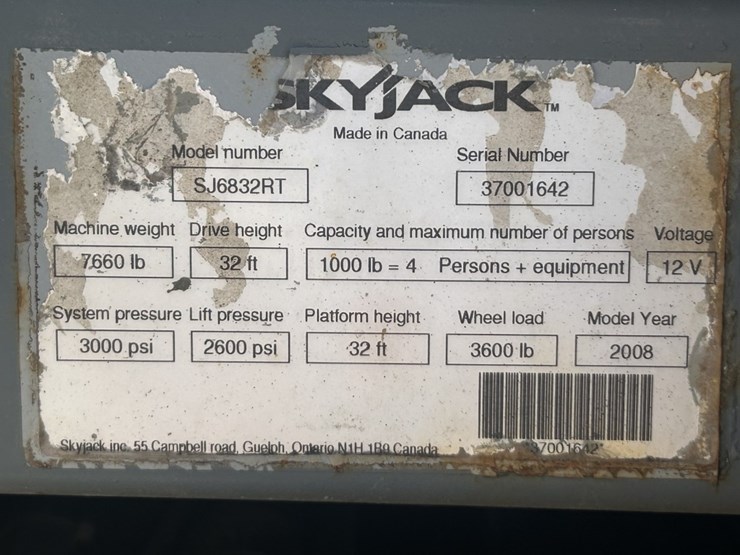 SKYJACK™
Made in Canada
Model number Serial Number
SJ6832RT 37001642
Machine weight Drive height Capacity and maximum number of persons Voltage
7660 lb 32 ft 1000 lb = 4 Persons + equipment 12 V
System pressure Lift pressure Platform height Wheel load Model Year
3000 psi 2600 psi 32 ft 3600 lb 2008
Skyjack inc. 55 Campbell road, Guelph, Ontario N1H 1B9 Canada *37001642*